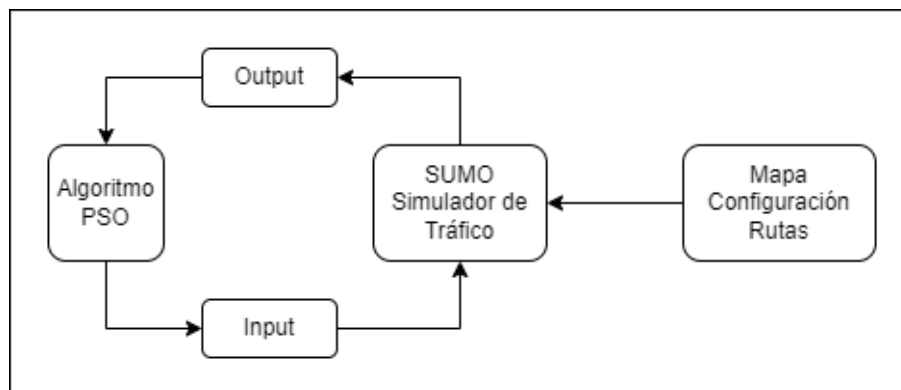 Output
Algoritmo
PSO
SUMO
Simulador de
Tráfico
Mapa
Configuración
Rutas
Input